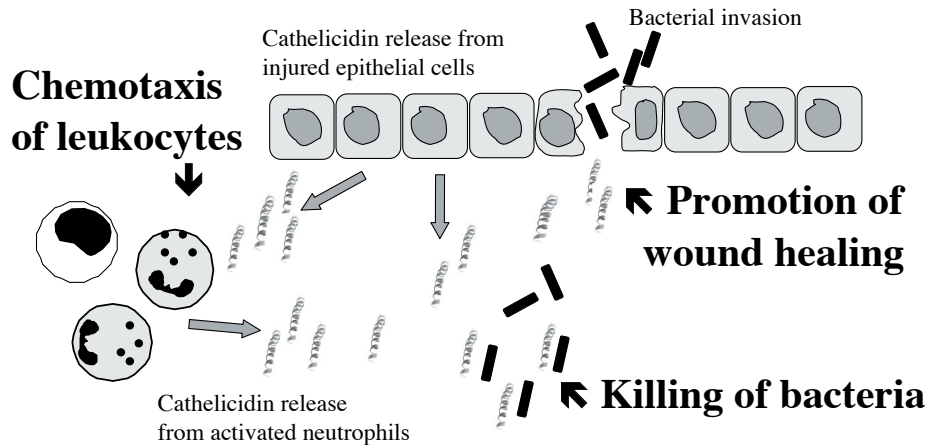 Bacterial invasion
Cathelicidin release from
injured epithelial cells
Chemotaxis
of leukocytes
Promotion of
wound healing
Killing of bacteria
Cathelicidin release
from activated neutrophils